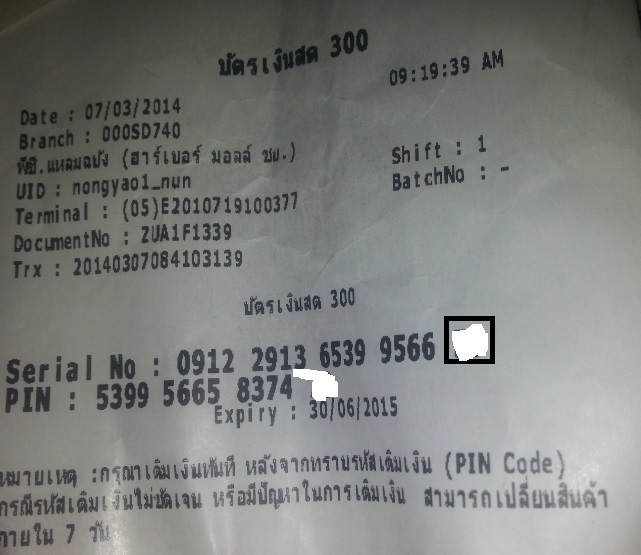 บัตรเงินสด 300
09:19:39 AM
Date : 07/03/2014
Branch : 000SD740
พีซี.แหลมฉบัง (ฮาร์เบอร์ มอลล์ ชบ.)
Shift : 1
UID : nongyao1_nun
BatchNo : -
Terminal : (05)E2010719100377
DocumentNo : ZUA1F1339
Trx : 20140307084103139
บัตรเงินสด 300
Serial No : 0912 2913 6539 9566
PIN : 5399 5665 8374
Expiry : 30/06/2015
หมายเหตุ :กรุณาเติมเงินทันที หลังจากทราบรหัสเติมเงิน (PIN Code)
กรณีรหัสเติมเงินไม่ชัดเจน หรือมีปัญหาในการเติมเงิน สามารถเปลี่ยนสินค้า
ภายใน 7 วัน